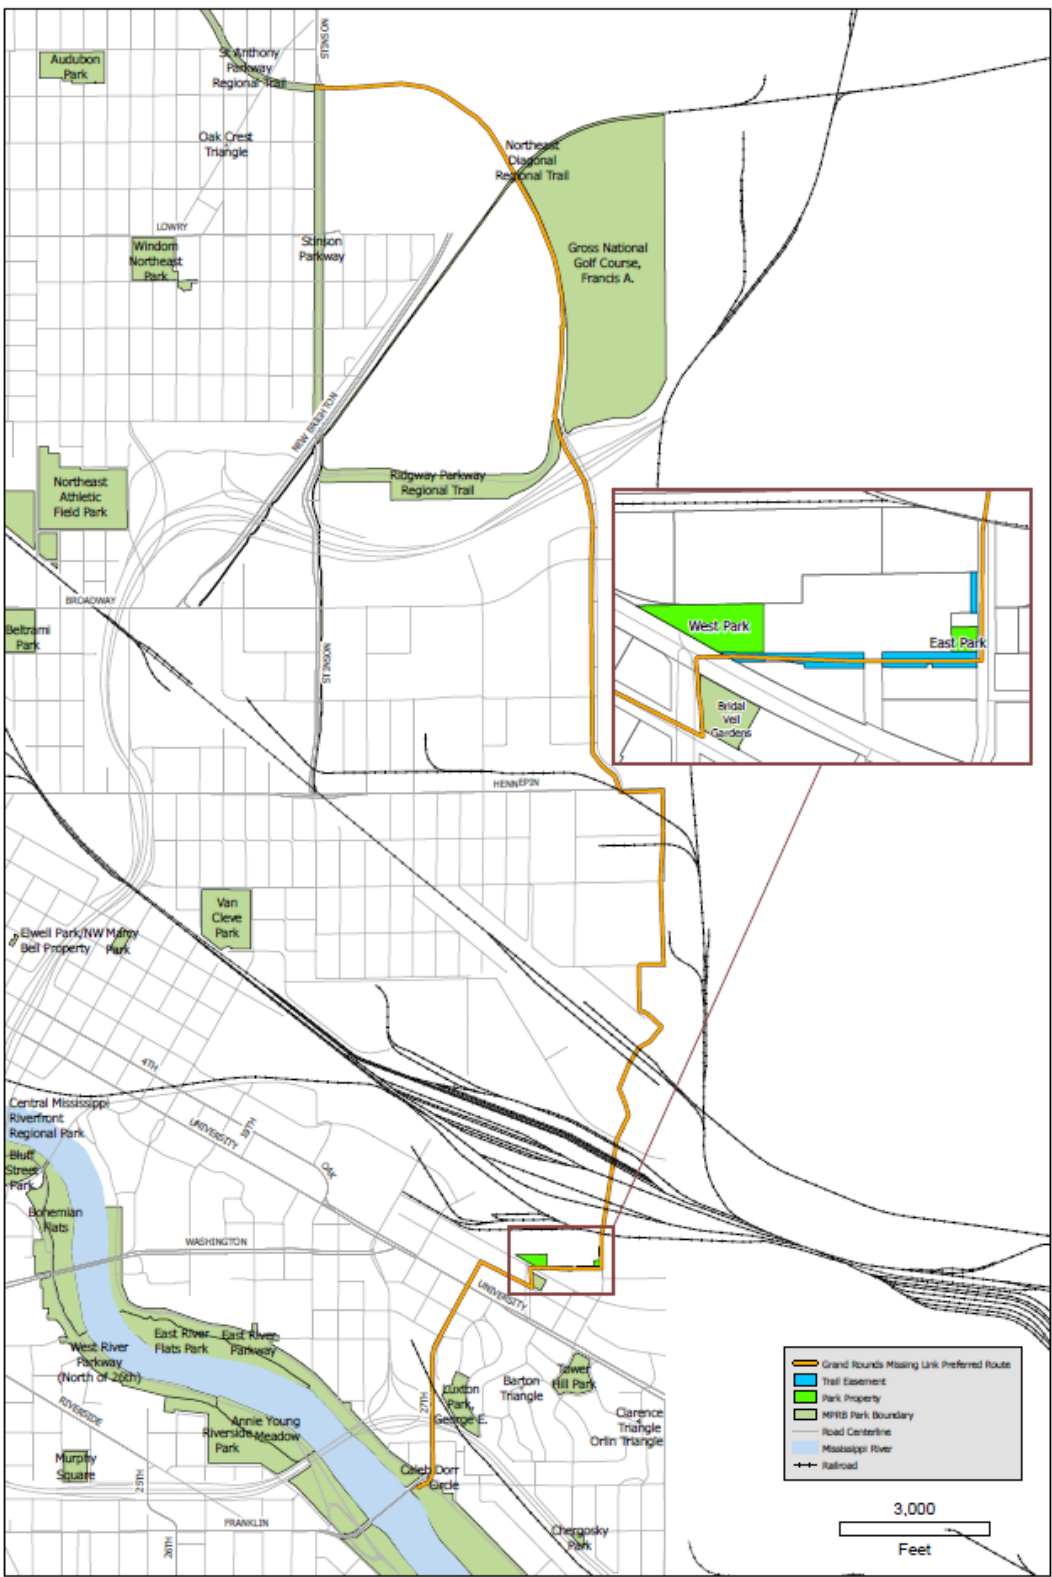 STINSON
St Anthony
Parkway
Regional Trail
Audubon
Park
Oak Crest
Triangle
Northeast
Diagonal
Regional Trail
LOWRY
Windom
Northeast
Park
Stinson
Parkway
Gross National
Golf Course,
Francis A.
NEW BRIGHTON
Ridgway Parkway
Regional Trail
Northeast
Athletic
Field Park
BROADWAY
Beltrami
Park
STINSON
West Park
East Park
Bridal
Veil
Gardens
HENNEPIN
Van
Cleve
Park
Elwell Park/NW Marcy
Bell Property Park
4TH
Central Mississippi
Riverfront
Regional Park
UNIVERSITY
19TH
OAK
Bluff
Street
Park
Bohemian
Flats
WASHINGTON
UNIVERSITY
East River
Flats Park
East River
Parkway
West River
Parkway
(North of 26th)
Tower
Hill Park
Barton
Triangle
Luxton
Park,
George E.
27TH
RIVERSIDE
Annie Young
Meadow
Riverside
Park
Clarence
Triangle
Orlin Triangle
Murphy
Square
25TH
Caleb Dorr
Circle
FRANKLIN
26TH
Chergosky
Park
Grand Rounds Missing Link Preferred Route
Trail Easement
Park Property
MPRB Park Boundary
Road Centerline
Mississippi River
Railroad
3,000
Feet